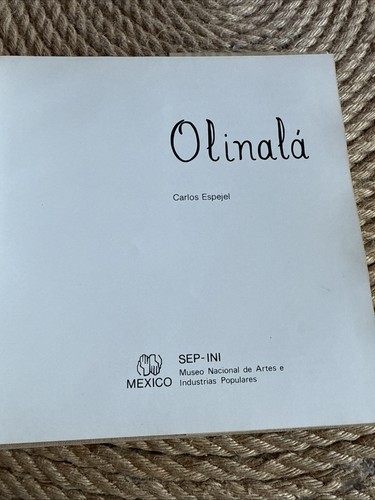 Olinalá
Carlos Espejel
SEP-INI
Museo Nacional de Artes e
MEXICO Industrias Populares